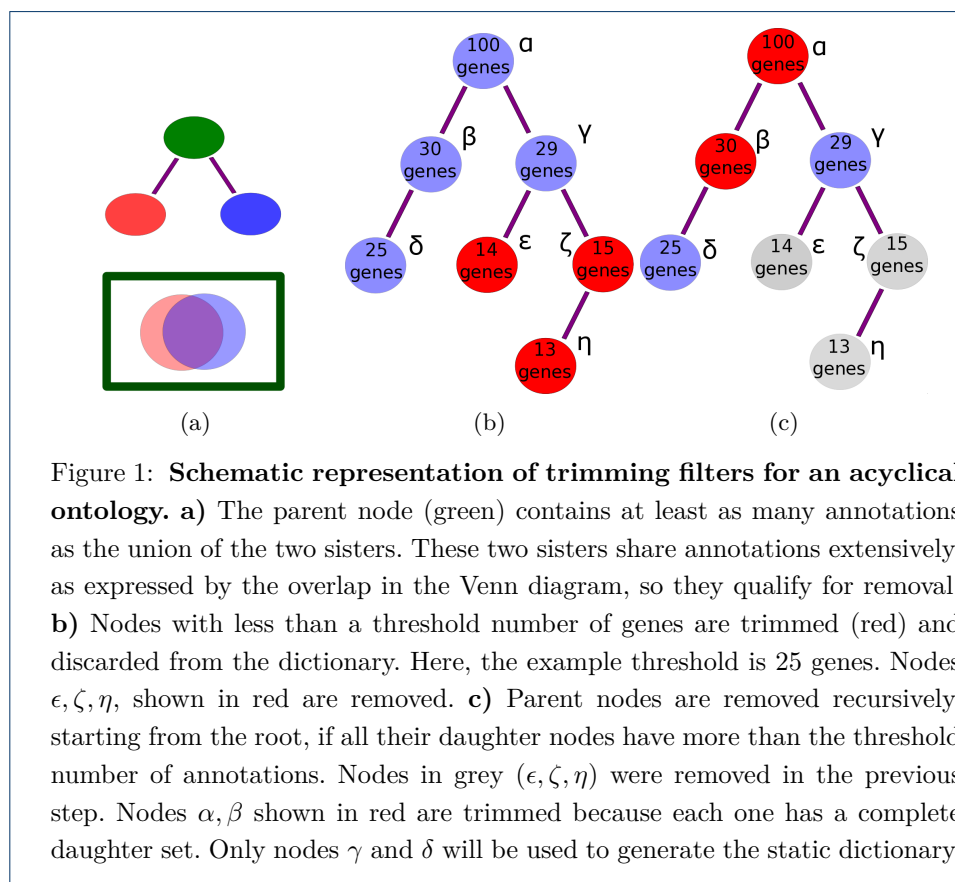 100 genes α
30 genes β
29 genes γ
25 genes δ
14 genes ε
15 genes ζ
13 genes η
100 genes α
30 genes β
29 genes γ
25 genes δ
14 genes ε
15 genes ζ
13 genes η
(a) (b) (c)
Figure 1: Schematic representation of trimming filters for an acyclical
ontology. a) The parent node (green) contains at least as many annotations
as the union of the two sisters. These two sisters share annotations extensively
as expressed by the overlap in the Venn diagram, so they qualify for removal
b) Nodes with less than a threshold number of genes are trimmed (red) and
discarded from the dictionary. Here, the example threshold is 25 genes. Nodes
ϵ, ζ, η, shown in red are removed. c) Parent nodes are removed recursively
starting from the root, if all their daughter nodes have more than the threshold
number of annotations. Nodes in grey (ϵ, ζ, η) were removed in the previous
step. Nodes α, β shown in red are trimmed because each one has a complete
daughter set. Only nodes γ and δ will be used to generate the static dictionary